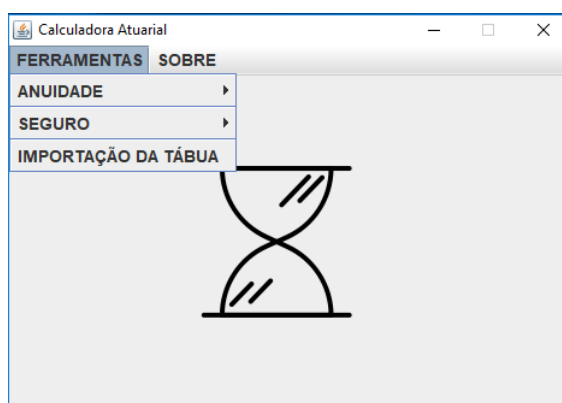 Calculadora Atuarial
FERRAMENTAS SOBRE
ANUIDADE
SEGURO
IMPORTAÇÃO DA TÁBUA